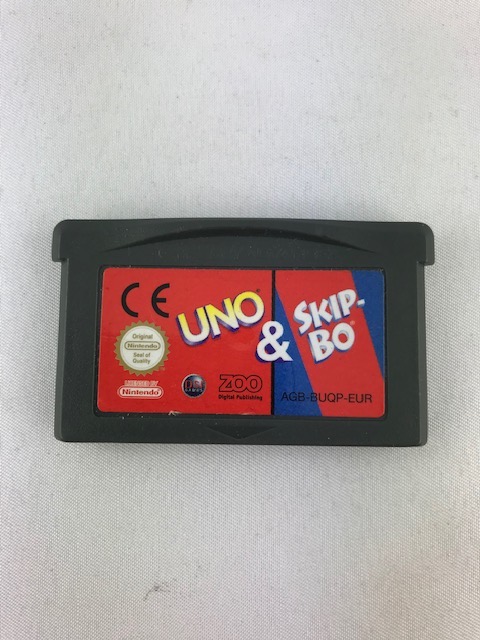 CE
UNO
&
SKIP-
BO
Original
Nintendo
Seal of
Quality
LICENSED BY
Nintendo
ZOO
Digital Publishing
AGB-BUQP-EUR